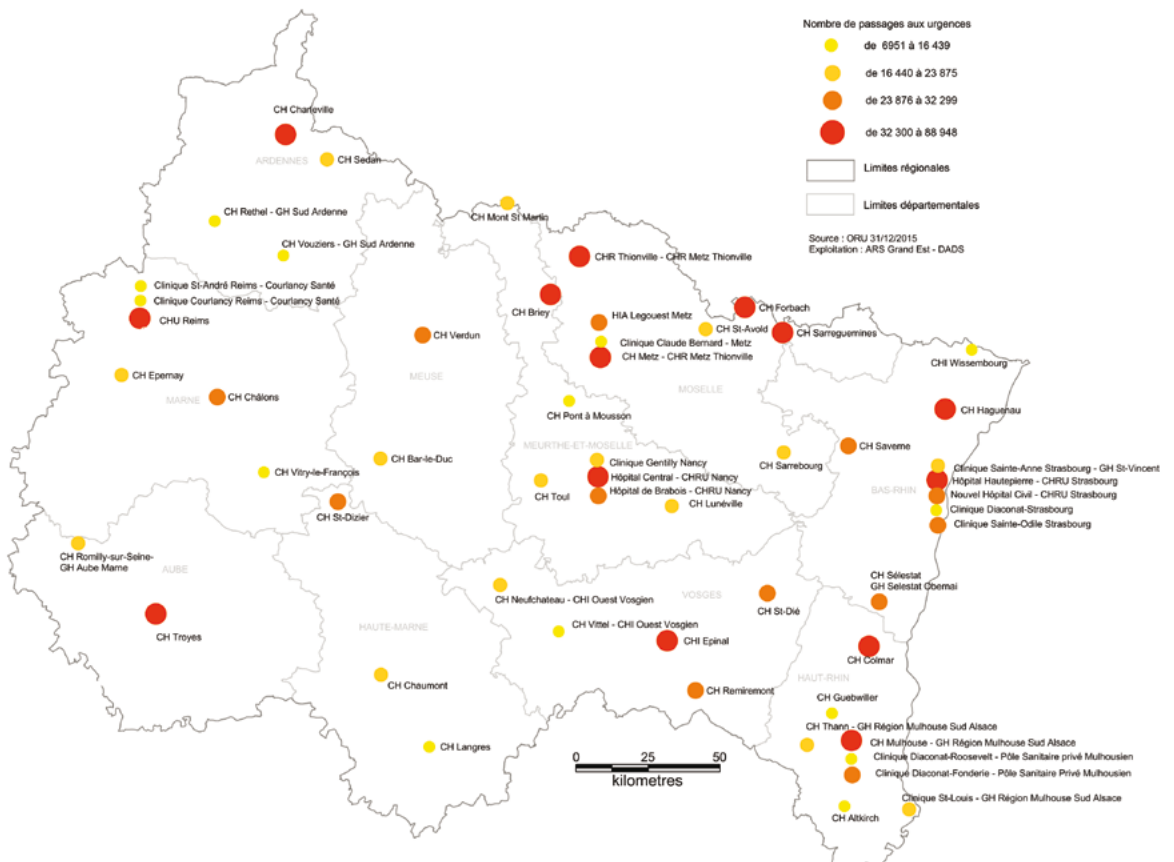 Nombre de passages aux urgences
de 6951 à 16 439
de 16 440 à 23 875
de 23 876 à 32 299
de 32 300 à 88 948
Limites régionales
Limites départementales
Source : ORU 31/12/2015
Exploitation : ARS Grand Est - DADS
CH Charleville
ARDENNES
CH Sedan
CH Rethel - GH Sud Ardenne
CH Mont St Martin
CH Vouziers - GH Sud Ardenne
CHR Thionville - CHR Metz Thionville
Clinique St-André Reims - Courlancy Santé
Clinique Courlancy Reims - Courlancy Santé
CHU Reims
CH Briey
CH Forbach
HIA Legouest Metz
CH St-Avold
CH Sarreguemines
CH Verdun
Clinique Claude Bernard - Metz
CH Metz - CHR Metz Thionville
CHI Wissembourg
CH Epernay
MEUSE
MOSELLE
MARNE
CH Châlons
CH Pont à Mousson
CH Haguenau
MEURTHE-ET-MOSELLE
CH Saverne
CH Bar-le-Duc
Clinique Gentilly Nancy
CH Sarrebourg
CH Vitry-le-François
Hôpital Central - CHRU Nancy
Clinique Sainte-Anne Strasbourg - GH St-Vincent
Hôpital Hautepierre - CHRU Strasbourg
BAS-RHIN
Hôpital de Brabois - CHRU Nancy
CH Toul
Nouvel Hôpital Civil - CHRU Strasbourg
CH Lunéville
Clinique Diaconat-Strasbourg
CH St-Dizier
Clinique Sainte-Odile Strasbourg
CH Romilly-sur-Seine-
GH Aube Marne
AUBE
CH Sélestat
GH Selestat Obernai
CH Neufchateau - CHI Ouest Vosgien
VOSGES
CH St-Dié
CH Troyes
HAUTE-MARNE
CH Vittel - CHI Ouest Vosgien
CHI Epinal
CH Colmar
HAUT-RHIN
CH Chaumont
CH Remiremont
CH Guebwiller
CH Thann - GH Région Mulhouse Sud Alsace
CH Langres
CH Mulhouse - GH Région Mulhouse Sud Alsace
Clinique Diaconat-Roosevelt - Pôle Sanitaire privé Mulhousien
Clinique Diaconat-Fonderie - Pôle Sanitaire Privé Mulhousien
0 25 50
kilometres
Clinique St-Louis - GH Région Mulhouse Sud Alsace
CH Altkirch